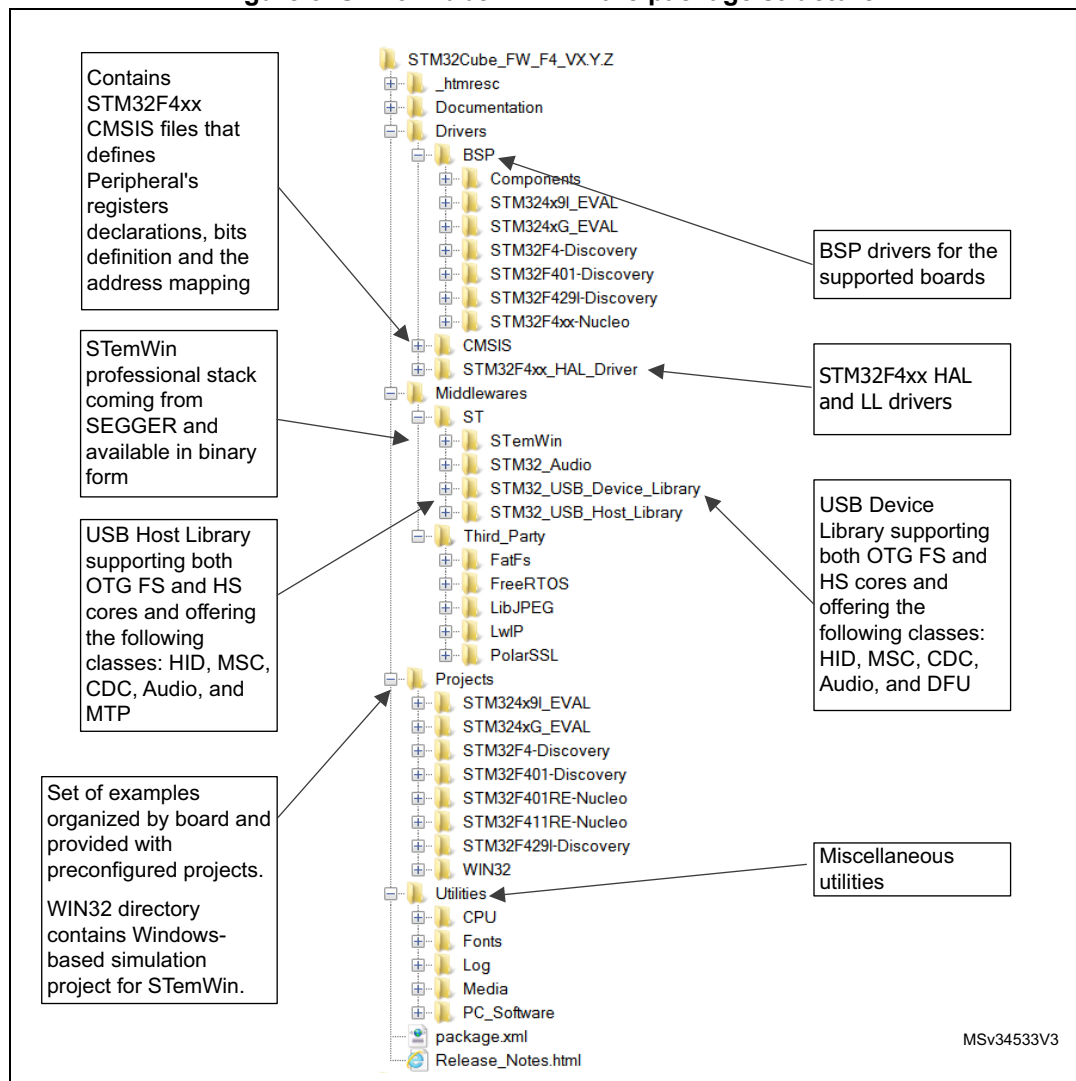 Contains
STM32F4xx
CMSIS files that
defines
Peripheral's
registers
declarations, bits
definition and the
address mapping
STemWin
professional stack
coming from
SEGGER and
available in binary
form
USB Host Library
supporting both
OTG FS and HS
cores and offering
the following
classes: HID, MSC,
CDC, Audio, and
MTP
Set of examples
organized by board and
provided with
preconfigured projects.
WIN32 directory
contains Windows-
based simulation
project for STemWin.
STM32Cube_FW_F4_VX.Y.Z
_htmresc
Documentation
Drivers
BSP
Components
STM324x9I_EVAL
STM324xG_EVAL
STM32F4-Discovery
STM32F401-Discovery
STM32F429I-Discovery
STM32F4xx-Nucleo
CMSIS
STM32F4xx_HAL_Driver
Middlewares
ST
STemWin
STM32_Audio
STM32_USB_Device_Library
STM32_USB_Host_Library
Third_Party
FatFs
FreeRTOS
LibJPEG
LwIP
PolarSSL
Projects
STM324x9I_EVAL
STM324xG_EVAL
STM32F4-Discovery
STM32F401-Discovery
STM32F401RE-Nucleo
STM32F411RE-Nucleo
STM32F429I-Discovery
WIN32
Utilities
CPU
Fonts
Log
Media
PC_Software
package.xml
Release_Notes.html
BSP drivers for the
supported boards
STM32F4xx HAL
and LL drivers
USB Device
Library supporting
both OTG FS and
HS cores and
offering the
following classes:
HID, MSC, CDC,
Audio, and DFU
Miscellaneous
utilities
MSv34533V3